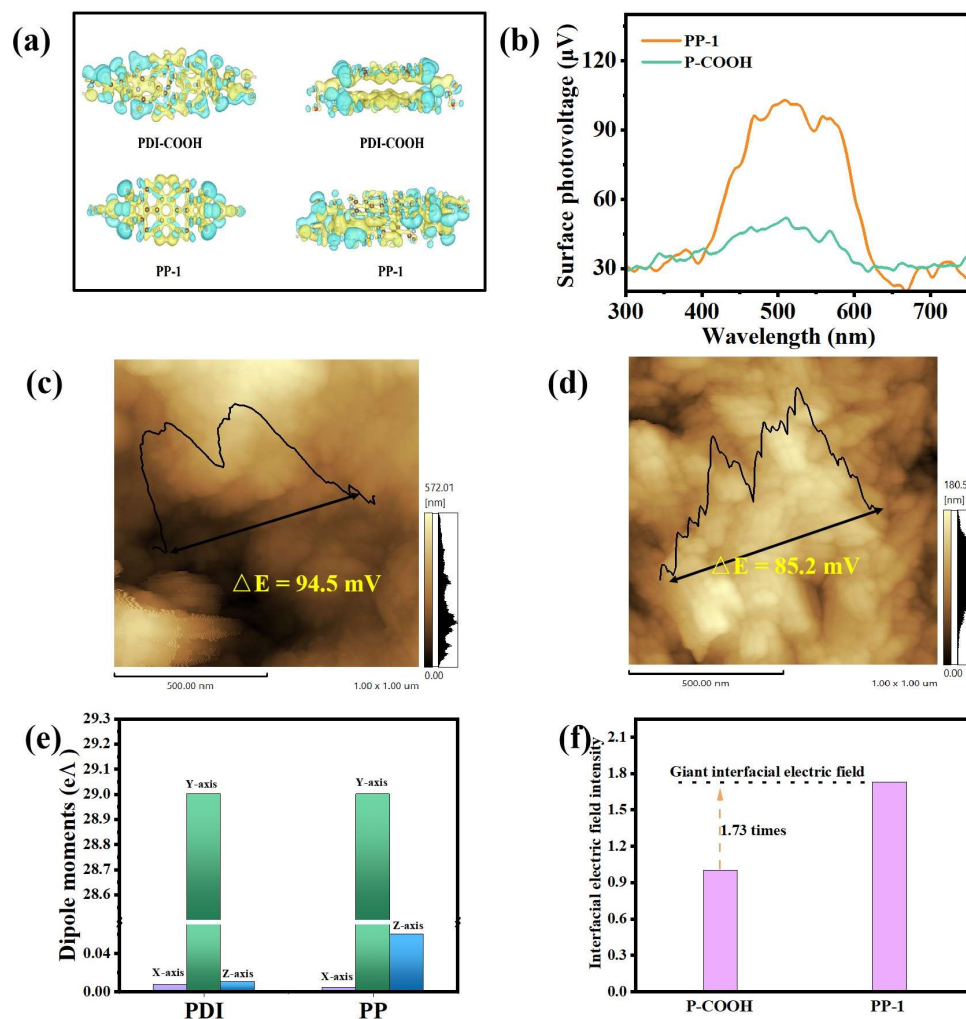 (a)
PDI-COOH
PDI-COOH
PP-1
PP-1
(b)
Surface photovoltage (μV)
130
90
60
30
PP-1
P-COOH
300
400
500
600
700
Wavelength (nm)
(c)
△E = 94.5 mV
572.01
[nm]
0.00
500.00 nm
1.00 x 1.00 um
(d)
△E = 85.2 mV
180.5
[nm]
0.00
500.00 nm
1.00 x 1.00 um
(e)
Dipole moments (eΛ )
29.3
29.2
29.1
29.0
28.9
28.8
28.7
28.6
0.04
0.00
X-axis
Y-axis
Z-axis
X-axis
Y-axis
Z-axis
PDI
PP
(f)
Interfacial electric field intensity
2.1
1.8
1.5
1.2
0.9
0.6
0.3
0.0
Giant interfacial electric field
1.73 times
P-COOH
PP-1